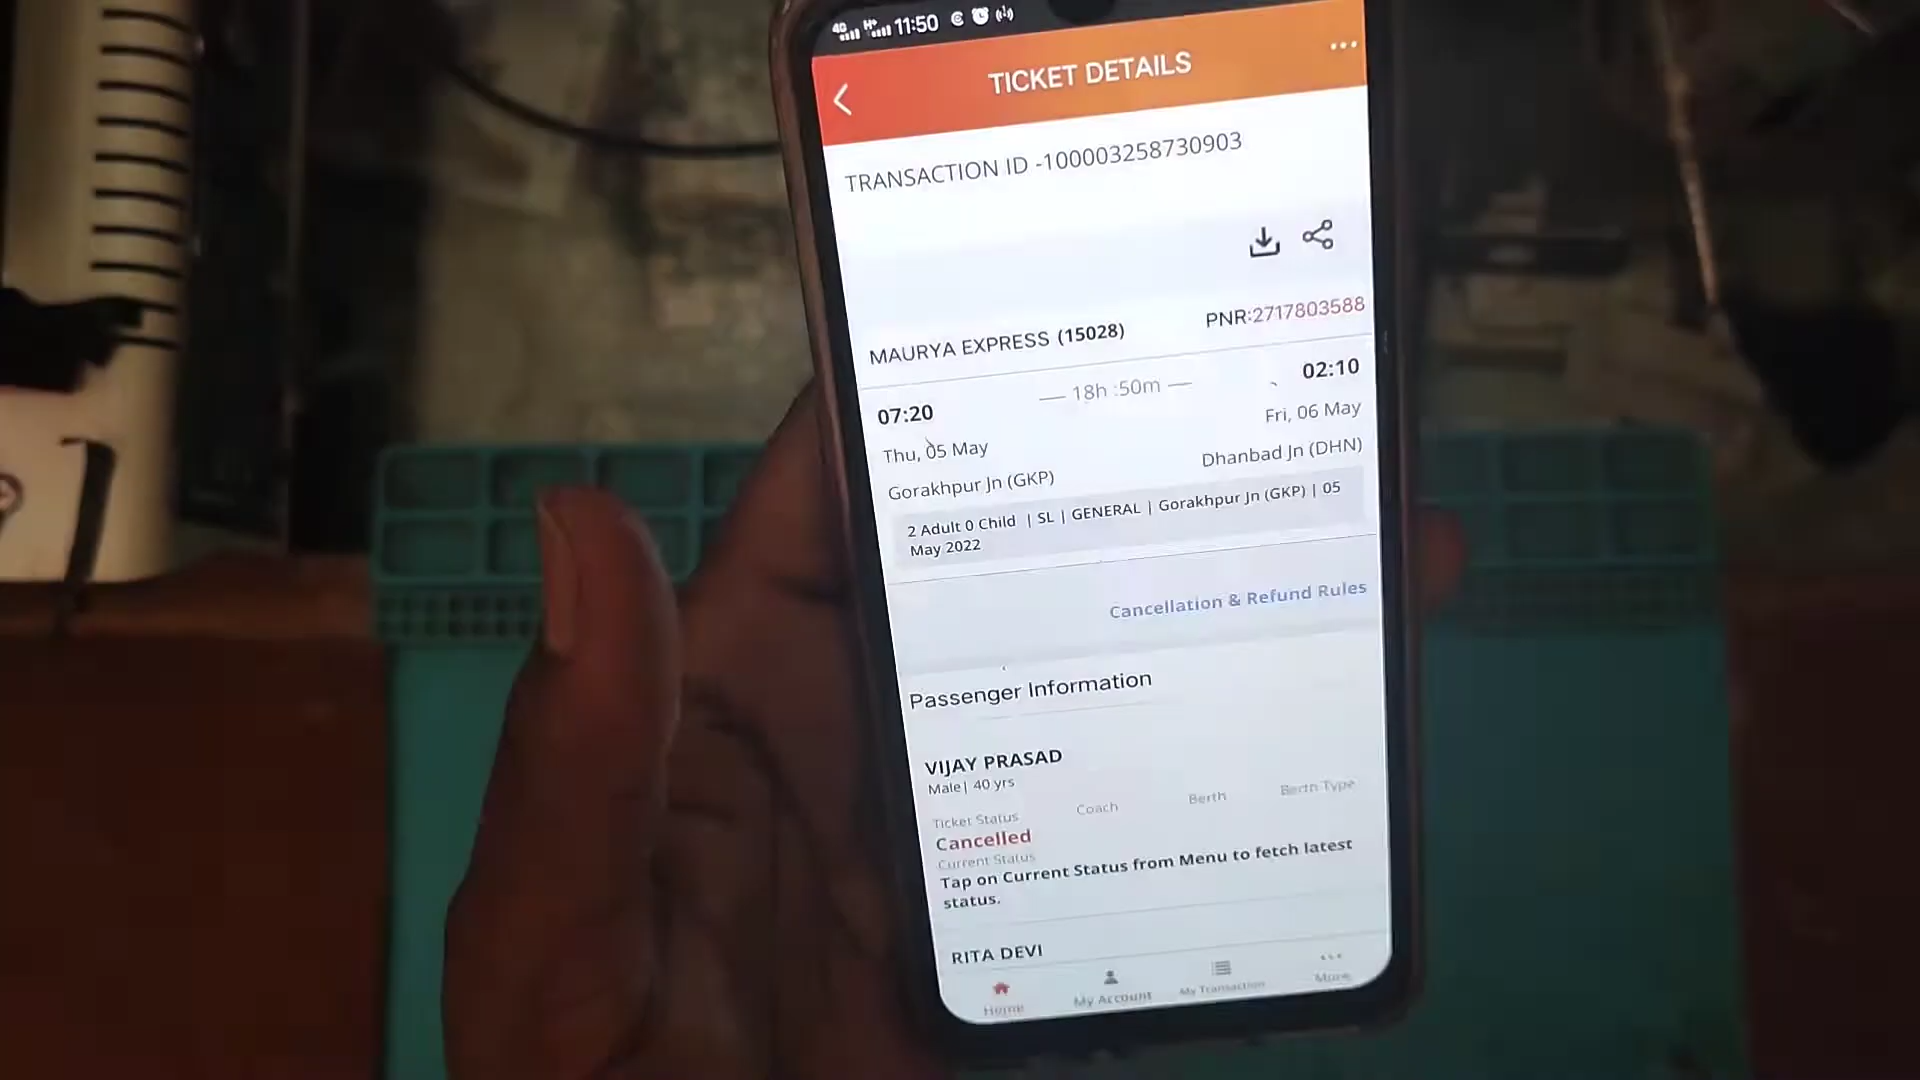 4G H+ 11:50
TICKET DETAILS
TRANSACTION ID -100003258730903
MAURYA EXPRESS (15028) PNR:2717803588
07:20 — 18h :50m — 02:10
Thu, 05 May Fri, 06 May
Gorakhpur Jn (GKP) Dhanbad Jn (DHN)
2 Adult 0 Child | SL | GENERAL | Gorakhpur Jn (GKP) | 05
May 2022
Cancellation & Refund Rules
Passenger Information
VIJAY PRASAD
Male| 40 yrs
Ticket Status Coach Berth Berth Type
Cancelled
Current Status
Tap on Current Status from Menu to fetch latest
status.
RITA DEVI
Home My Account My Transaction More